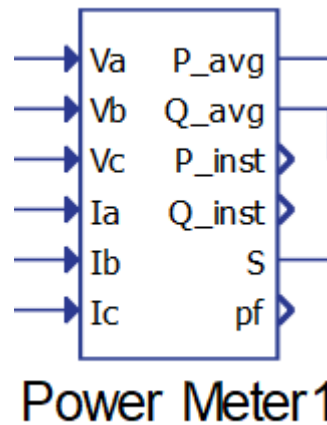 Va P_avg
Vb Q_avg
Vc P_inst
Ia Q_inst
Ib S
Ic pf
Power Meter1